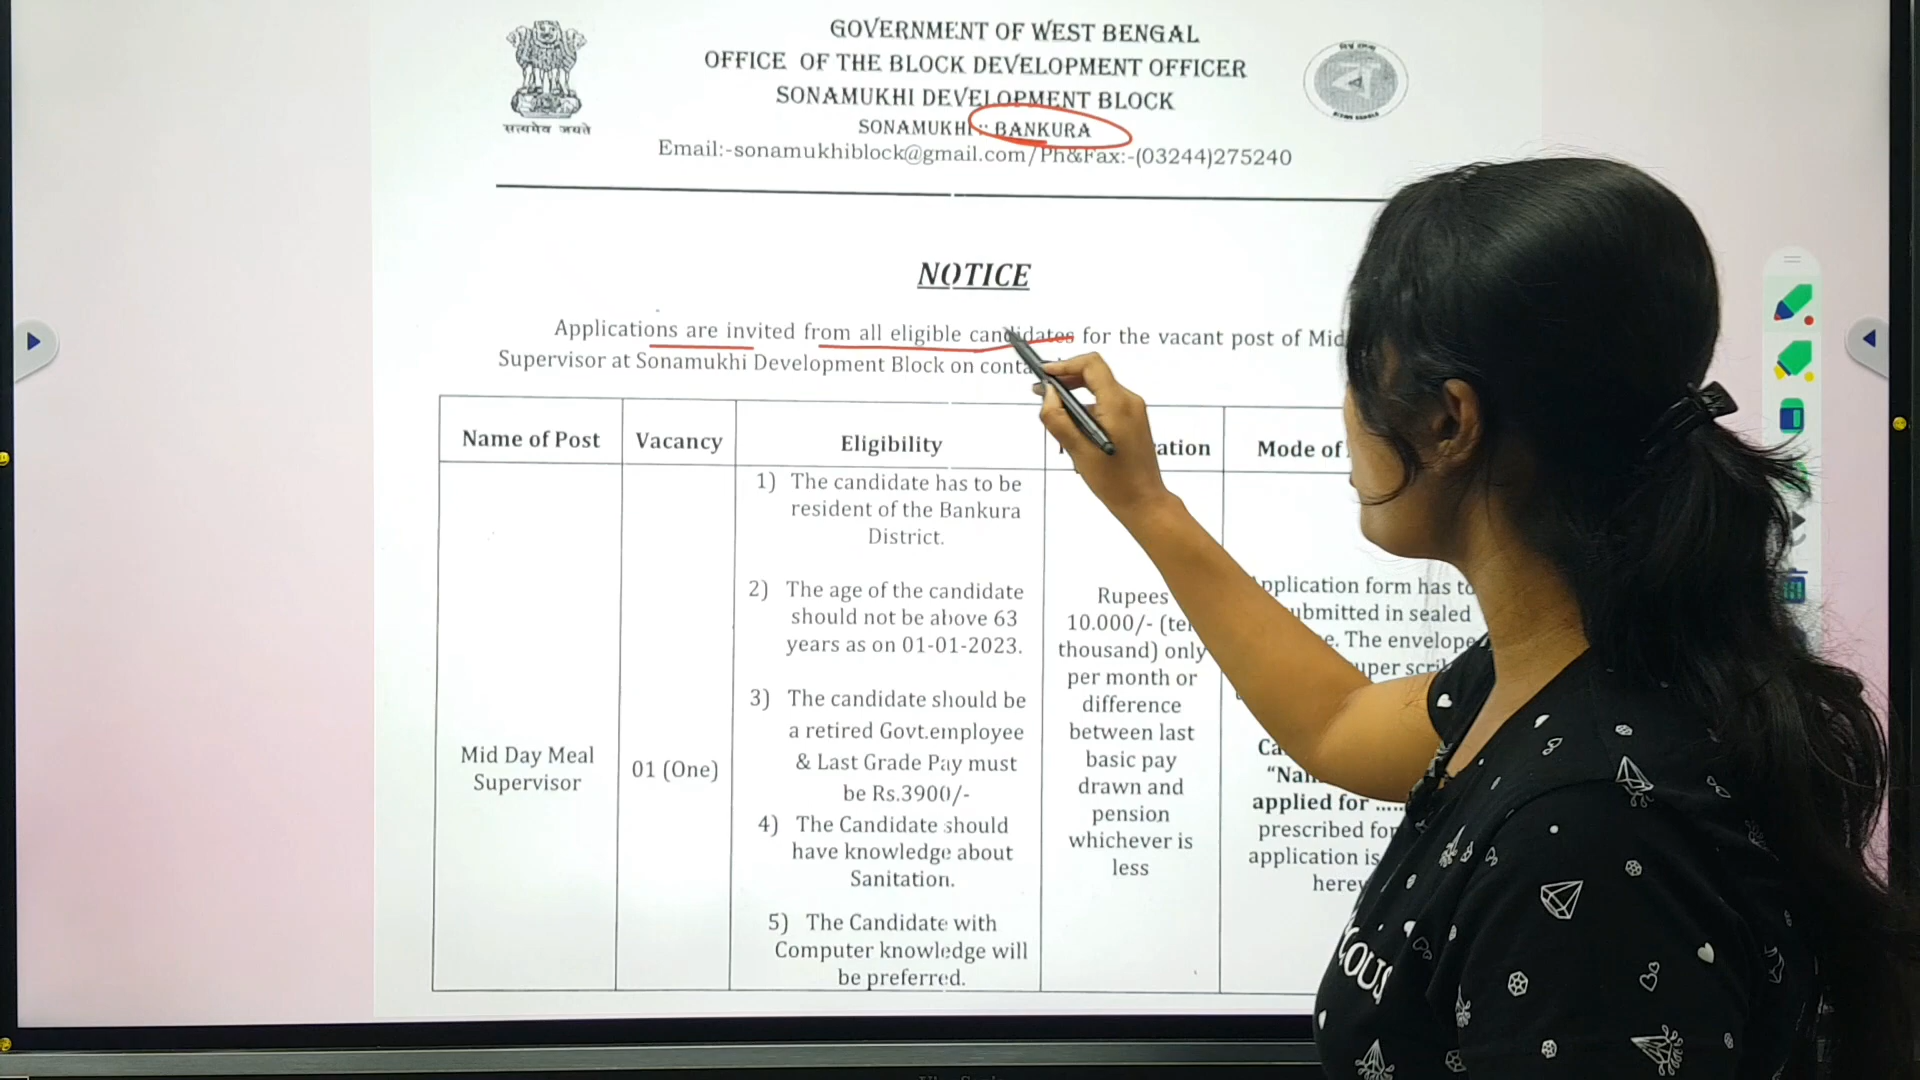 GOVERNMENT OF WEST BENGAL
OFFICE OF THE BLOCK DEVELOPMENT OFFICER
SONAMUKHI DEVELOPMENT BLOCK
SONAMUKHI :: BANKURA
Email:-sonamukhiblock@gmail.com/Ph&Fax:-(03244)275240
सत्यमेव जयते
NOTICE
Applications are invited from all eligible candidates for the vacant post of Mid
Supervisor at Sonamukhi Development Block on
Name of Post
Vacancy
Eligibility
Mode of
Mid Day Meal
Supervisor
01 (One)
1) The candidate has to be
resident of the Bankura
District.
2) The age of the candidate
should not be above 63
years as on 01-01-2023.
3) The candidate should be
a retired Govt.employee
& Last Grade Pay must
be Rs.3900/-
4) The Candidate should
have knowledge about
Sanitation.
5) The Candidate with
Computer knowledge will
be preferred.
Rupees
10.000/- (ten
thousand) only
per month or
difference
between last
basic pay
drawn and
pension
whichever is
less
pplication form has to
ubmitted in sealed
The envelope
uper
applied for .....
prescribed
application is
YOUS